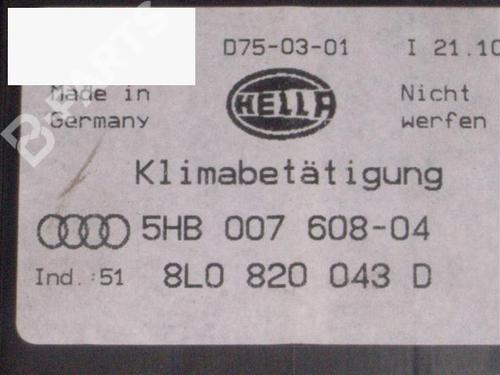 D75-03-01 I 21.10
Made in Germany
HELLA
Nicht werfen
Klimabetätigung
5HB 007 608-04
Ind.:51 8L0 820 043 D
B-PARTS